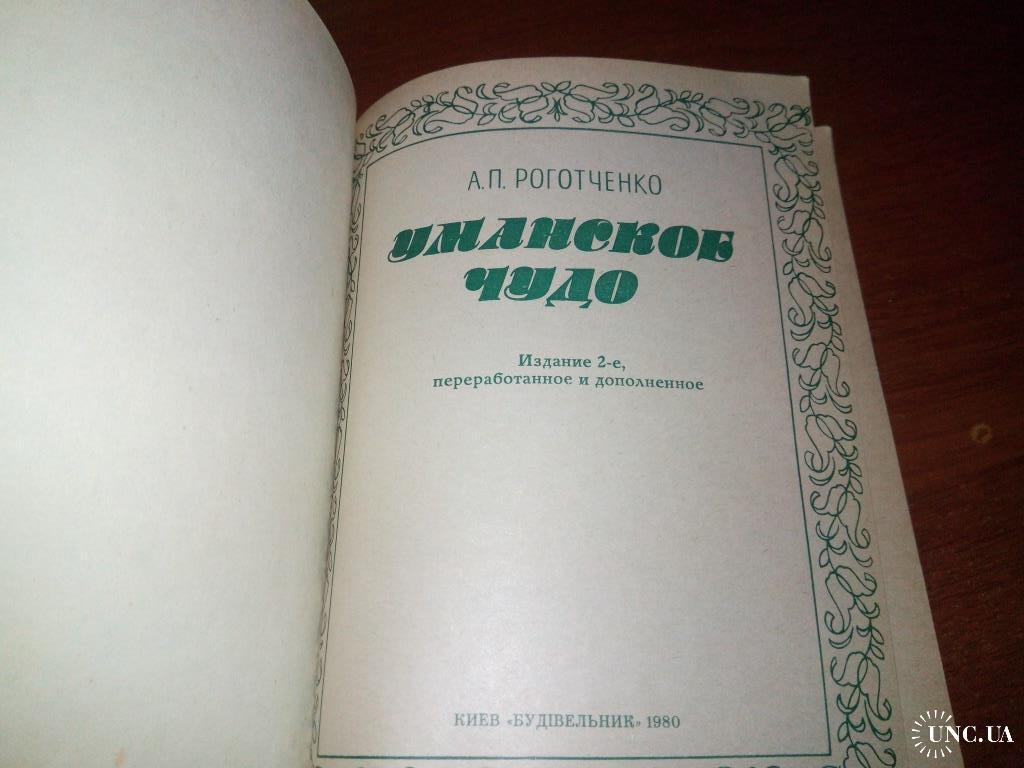 А.П. РОГОТЧЕНКО
УМАНСКОЕ
ЧУДО
Издание 2-е,
переработанное и дополненное
КИЕВ «БУДІВЕЛЬНИК» 1980
UNC.UA